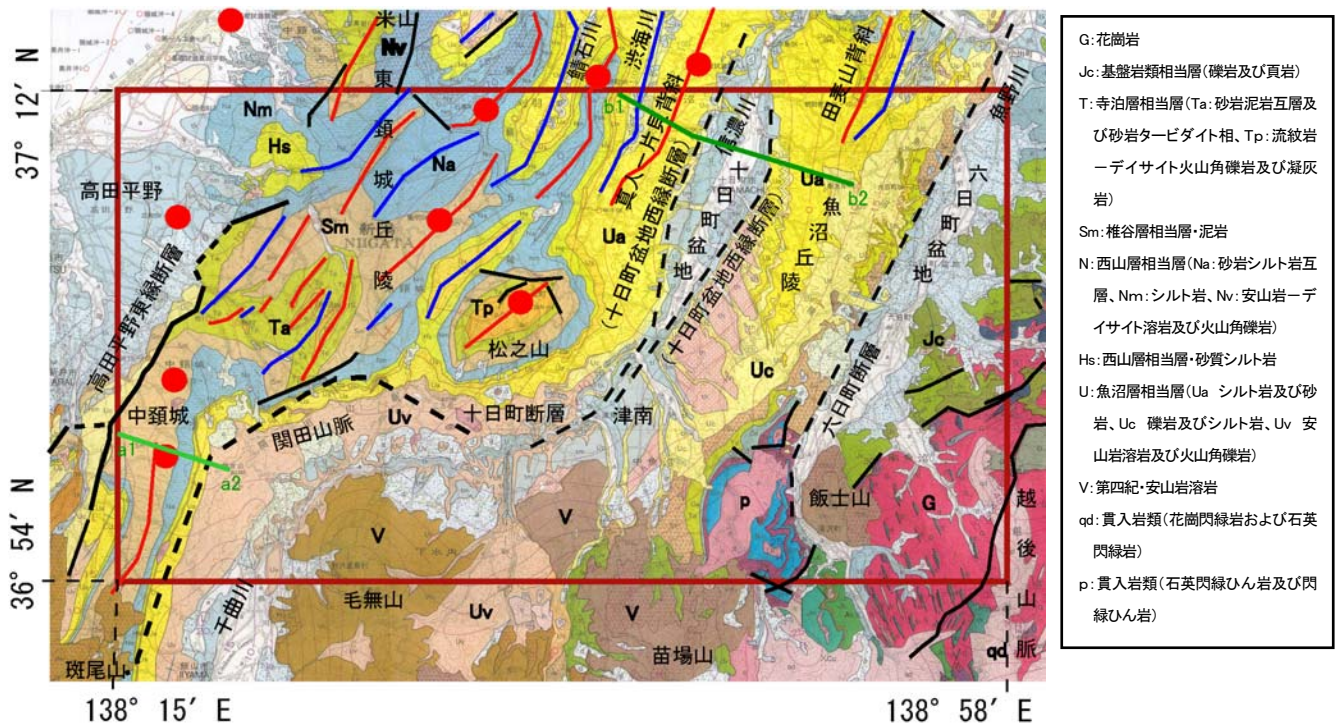 米山
Nv
東
頚
城
丘
陵
鯖石川
渋海川
田麦山背斜
魚野川
37° 12′ N
Nm
Hs
Na
b1
b2
真人ー片貝背斜
(十日町盆地西縁断層)
信濃川
十
日
町
盆
地
(十日町盆地西縁断層)
Ua
Ua
魚
沼
丘
陵
六
日
町
盆
地
高田平野
高田平野東縁断層
Sm
新潟
NIIGATA
Ta
Tp
松之山
Jc
Uc
中頚城
a1
a2
関田山脈
Uv
十日町断層
津南
六日町断層
36° 54′ N
V
V
p
飯士山
G
越
後
山
脈
千曲川
毛無山
Uv
V
苗場山
qd
斑尾山
138° 15′ E
138° 58′ E
G:花崗岩
Jc:基盤岩類相当層(礫岩及び頁岩)
T:寺泊層相当層(Ta:砂岩泥岩互層及
び砂岩タービダイト相、Tp:流紋岩
ーデイサイト火山角礫岩及び凝灰
岩)
Sm:椎谷層相当層・泥岩
N:西山層相当層(Na:砂岩シルト岩互
層、Nm:シルト岩、Nv:安山岩ーデ
イサイト溶岩及び火山角礫岩)
Hs:西山層相当層・砂質シルト岩
U:魚沼層相当層(Ua シルト岩及び砂
岩、Uc 礫岩及びシルト岩、Uv 安
山岩溶岩及び火山角礫岩)
V:第四紀・安山岩溶岩
qd:貫入岩類(花崗閃緑岩および石英
閃緑岩)
p:貫入岩類(石英閃緑ひん岩及び閃
緑ひん岩)